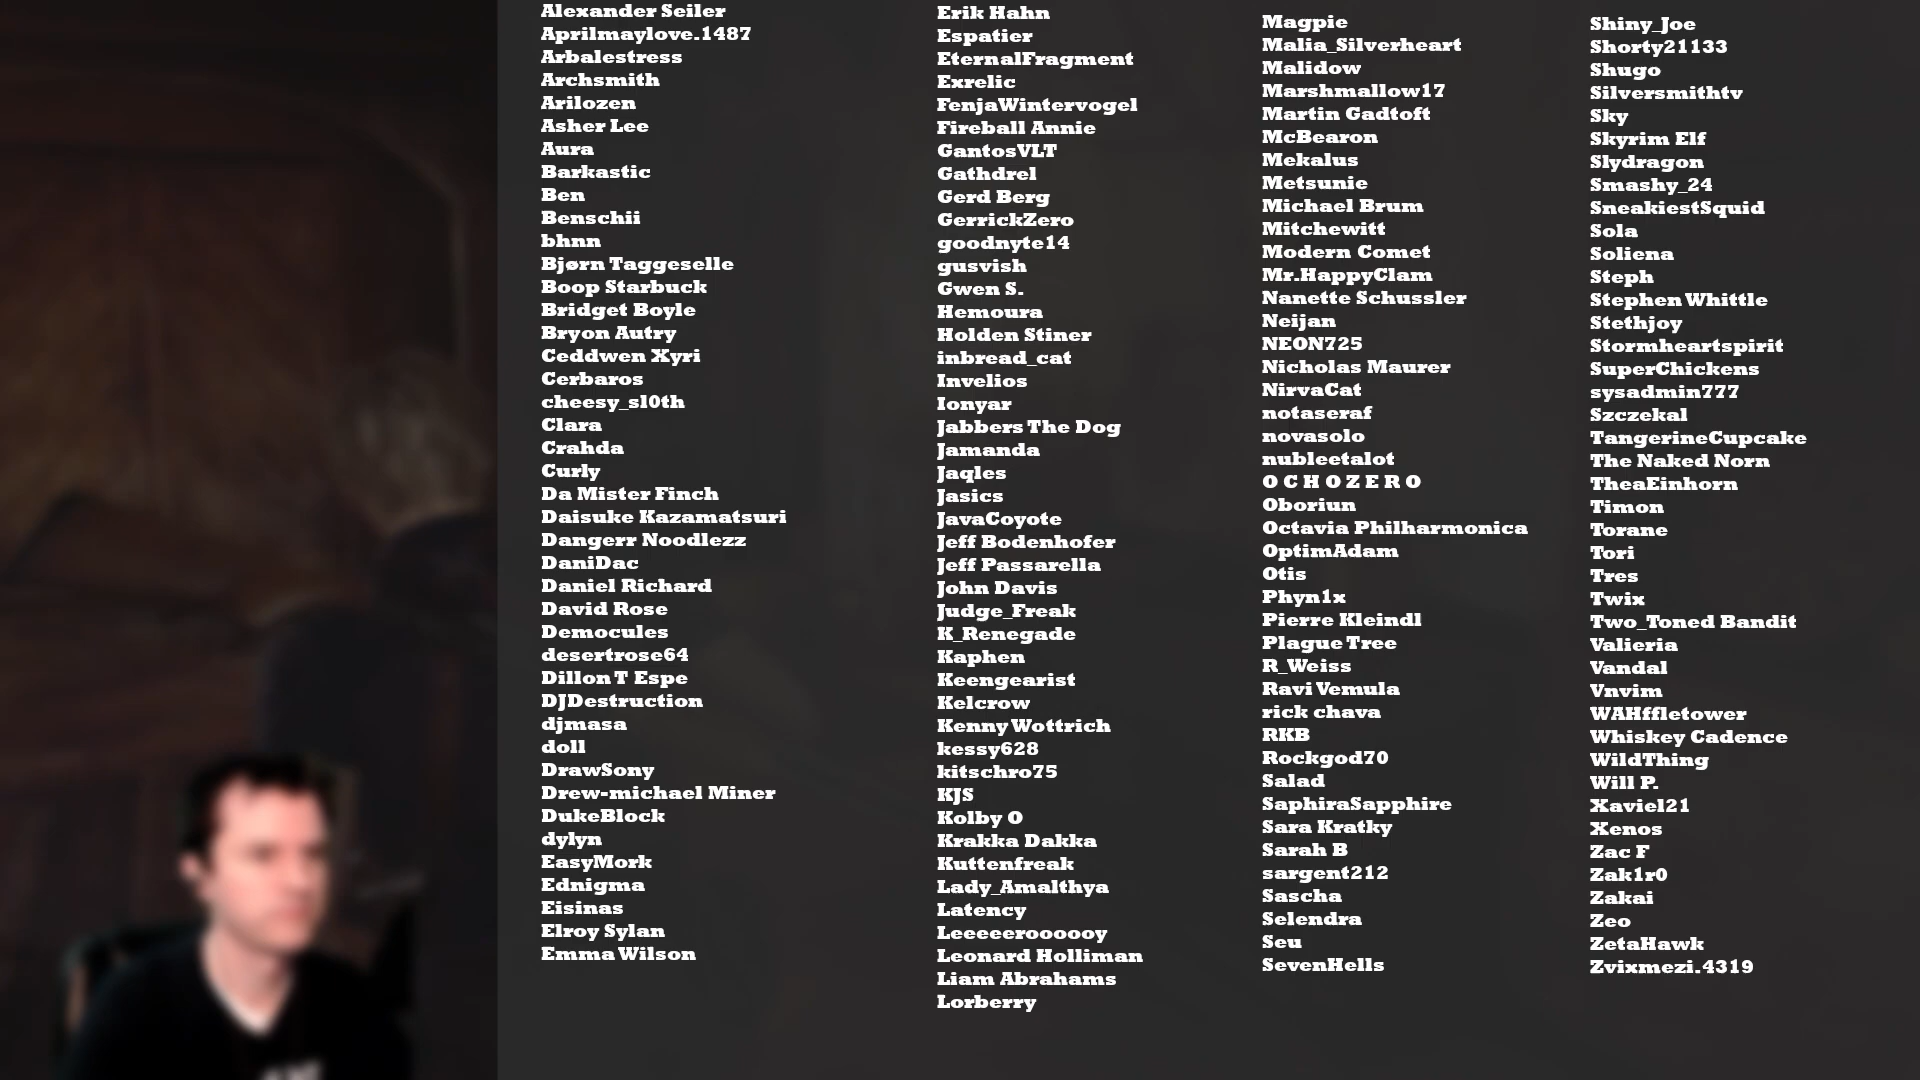 Alexander Seiler
Aprilmaylove.1487
Arbalestress
Archsmith
Arilozen
Asher Lee
Aura
Barkastic
Ben
Benschii
bhnn
Bjørn Taggeselle
Boop Starbuck
Bridget Boyle
Bryon Autry
Ceddwen Xyri
Cerbaros
cheesy_sl0th
Clara
Crahda
Curly
Da Mister Finch
Daisuke Kazamatsuri
Dangerr Noodlezz
DaniDac
Daniel Richard
David Rose
Democules
desertrose64
Dillon T Espe
DJDestruction
djmasa
doll
DrawSony
Drew-michael Miner
DukeBlock
dylyn
EasyMork
Ednigma
Eisinas
Elroy Sylan
Emma Wilson
Erik Hahn
Espatier
EternalFragment
Exrelic
FenjaWintervogel
Fireball Annie
GantosVLT
Gathdrel
Gerd Berg
GerrickZero
goodnyte14
gusvish
Gwen S.
Hemoura
Holden Stiner
inbread_cat
Invelios
Ionyar
Jabbers The Dog
Jamanda
Jaqles
Jasics
JavaCoyote
Jeff Bodenhofer
Jeff Passarella
John Davis
Judge_Freak
K_Renegade
Kaphen
Keengearist
Kelcrow
Kenny Wottrich
kessy628
kitschro75
KJS
Kolby O
Krakka Dakka
Kuttenfreak
Lady_Amalthya
Latency
Leeeeeroooooy
Leonard Holliman
Liam Abrahams
Lorberry
Magpie
Malia_Silverheart
Malidow
Marshmallow17
Martin Gadtoft
McBearon
Mekalus
Metsunie
Michael Brum
Mitchewitt
Modern Comet
Mr.HappyClam
Nanette Schussler
Neijan
NEON725
Nicholas Maurer
NirvaCat
notaseraf
novasolo
nubleetalot
O C H O Z E R O
Oboriun
Octavia Philharmonica
OptimAdam
Otis
Phyn1x
Pierre Kleindl
Plague Tree
R_Weiss
Ravi Vemula
rick chava
RKB
Rockgod70
Salad
SaphiraSapphire
Sara Kratky
Sarah B
sargent212
Sascha
Selendra
Seu
SevenHells
Shiny_Joe
Shorty21133
Shugo
Silversmithtv
Sky
Skyrim Elf
Slydragon
Smashy_24
SneakiestSquid
Sola
Soliena
Steph
Stephen Whittle
Stethjoy
Stormheartspirit
SuperChickens
sysadmin777
Szczekal
TangerineCupcake
The Naked Norn
TheaEinhorn
Timon
Torane
Tori
Tres
Twix
Two_Toned Bandit
Valieria
Vandal
Vnvim
WAHffletower
Whiskey Cadence
WildThing
Will P.
Xaviel21
Xenos
Zac F
Zak1r0
Zakai
Zeo
ZetaHawk
Zvixmezi.4319